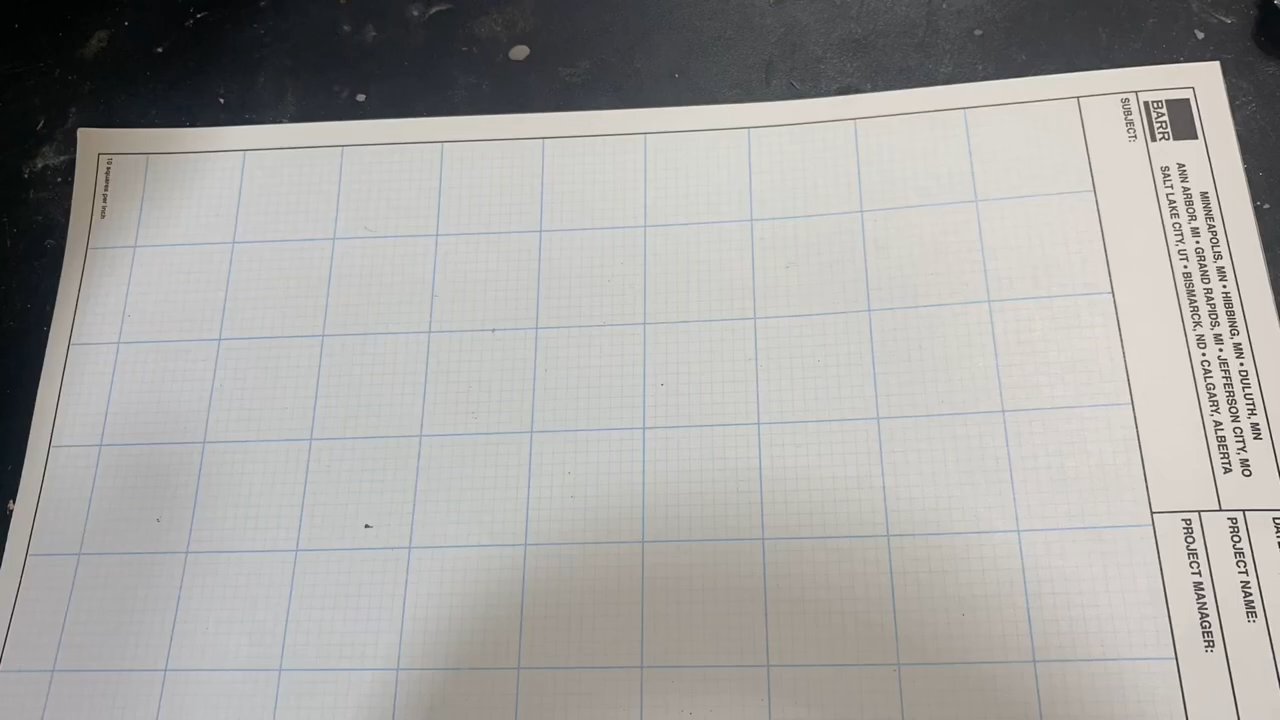 BARR
MINNEAPOLIS, MN • HIBBING, MN • DULUTH, MN
ANN ARBOR, MI • GRAND RAPIDS, MI • JEFFERSON CITY, MO
SALT LAKE CITY, UT • BISMARCK, ND • CALGARY, ALBERTA
SUBJECT:
PROJECT NAME:
PROJECT MANAGER:
10 squares per inch